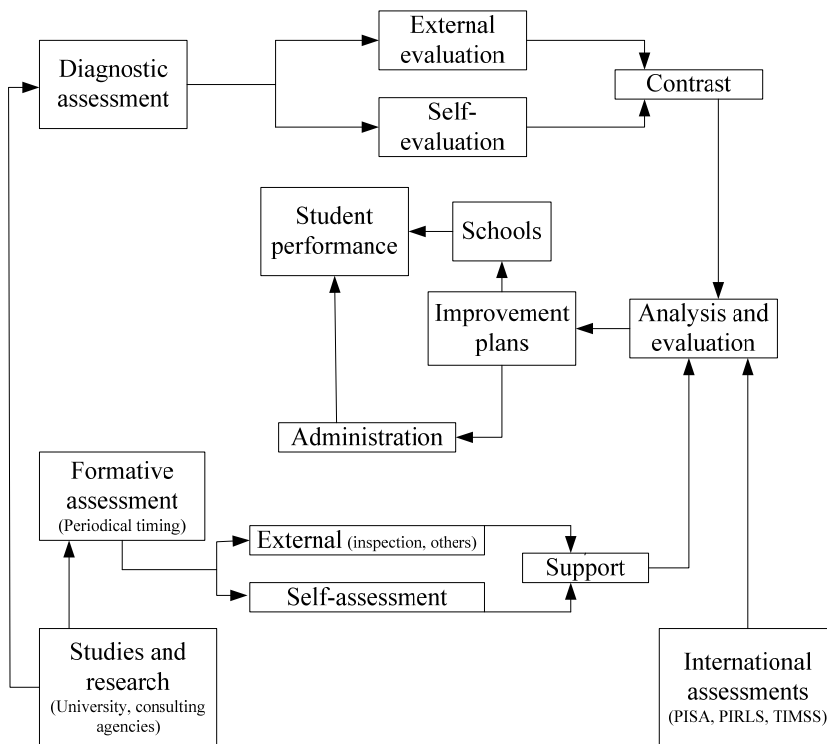 External
evaluation
Diagnostic
assessment
Contrast
Self-
evaluation
Student
performance
Schools
Improvement
plans
Analysis and
evaluation
Administration
Formative
assessment
(Periodical timing)
External (inspection, others)
Support
Self-assessment
Studies and
research
(University, consulting
agencies)
International
assessments
(PISA, PIRLS, TIMSS)